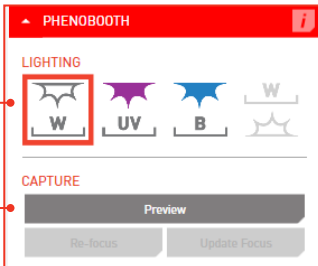 PHENOBOOTH i
LIGHTING
W UV B W
CAPTURE
Preview
Re-focus Update Focus